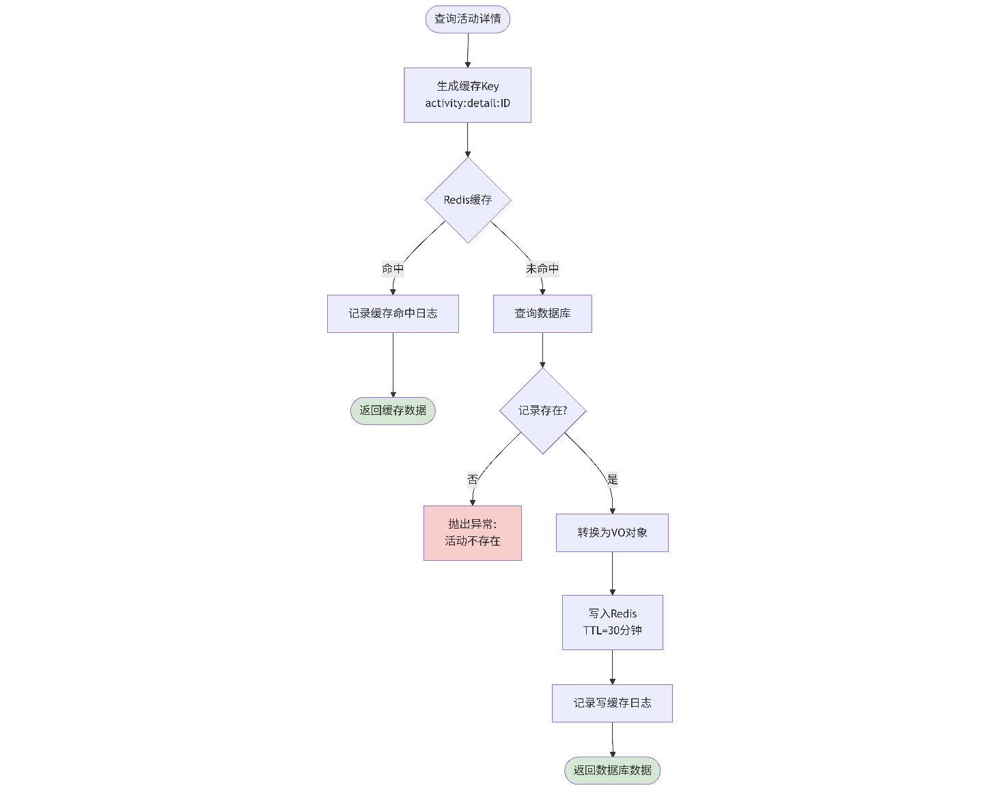 查询活动详情
生成缓存Key
activity:detail:ID
Redis缓存
命中
未命中
记录缓存命中日志
查询数据库
返回缓存数据
记录存在?
否
是
抛出异常:
活动不存在
转换为VO对象
写入Redis
TTL=30分钟
记录写缓存日志
返回数据库数据